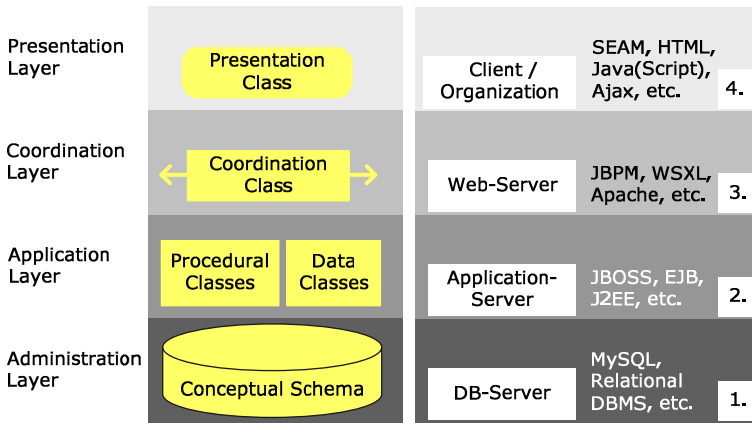 Presentation
Layer
Presentation
Class
Client /
Organization
SEAM, HTML,
Java(Script),
Ajax, etc.
4.
Coordination
Layer
Coordination
Class
Web-Server
JBPM, WSXL,
Apache, etc.
3.
Application
Layer
Procedural
Classes
Data
Classes
Application-
Server
JBOSS, EJB,
J2EE, etc.
2.
Administration
Layer
Conceptual Schema
DB-Server
MySQL,
Relational
DBMS, etc.
1.